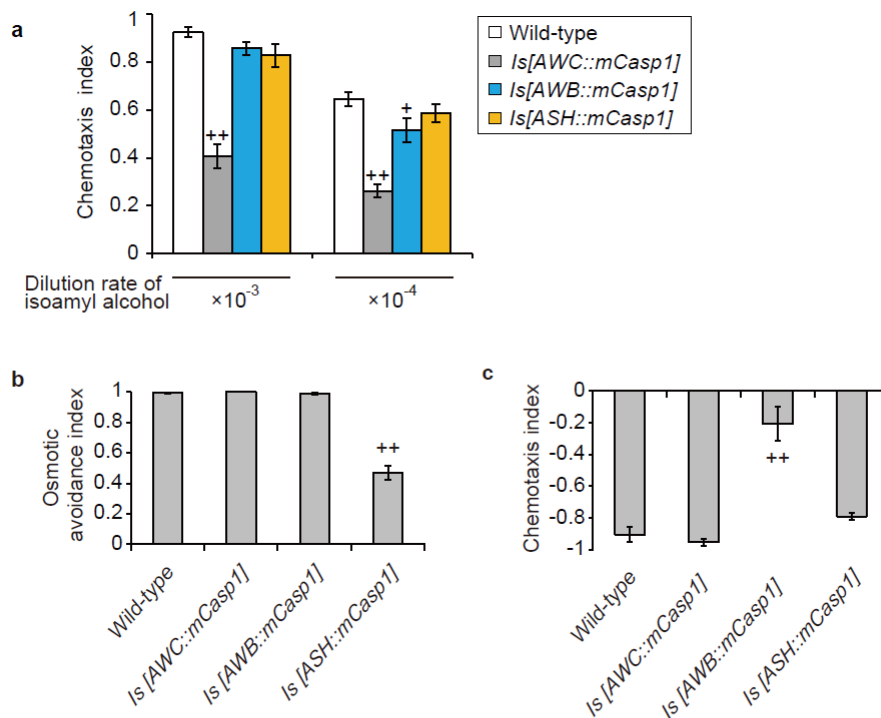 a
Chemotaxis index
1
0.8
0.6
0.4
0.2
0
++
++
+
Wild-type
Is[AWC::mCasp1]
Is[AWB::mCasp1]
Is[ASH::mCasp1]
Dilution rate of
isoamyl alcohol
×10⁻³
×10⁻⁴
b
Osmotic
avoidance index
1
0.8
0.6
0.4
0.2
0
++
Wild-type
Is [AWC::mCasp1]
Is [AWB::mCasp1]
Is [ASH::mCasp1]
c
Chemotaxis index
0
-0.2
-0.4
-0.6
-0.8
-1
++
Wild-type
Is [AWC::mCasp1]
Is [AWB::mCasp1]
Is [ASH::mCasp1]